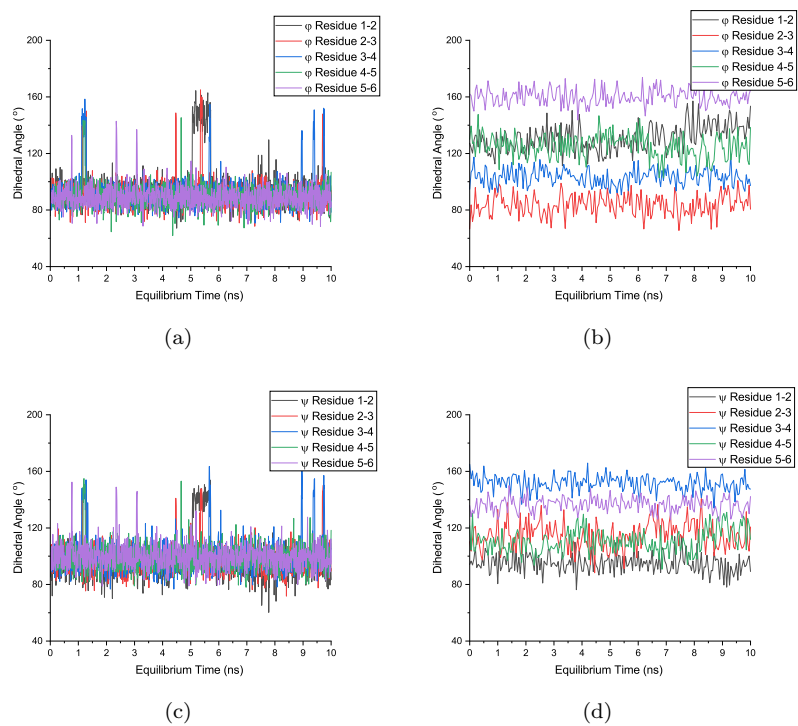 φ Residue 1-2
φ Residue 2-3
φ Residue 3-4
φ Residue 4-5
φ Residue 5-6
200
160
120
80
40
Dihedral Angle (°)
0 1 2 3 4 5 6 7 8 9 10
Equilibrium Time (ns)
(a)
φ Residue 1-2
φ Residue 2-3
φ Residue 3-4
φ Residue 4-5
φ Residue 5-6
200
160
120
80
40
Dihedral Angle (°)
0 1 2 3 4 5 6 7 8 9 10
Equilibrium Time (ns)
(b)
ψ Residue 1-2
ψ Residue 2-3
ψ Residue 3-4
ψ Residue 4-5
ψ Residue 5-6
200
160
120
80
40
Dihedral Angle (°)
0 1 2 3 4 5 6 7 8 9 10
Equilibrium Time (ns)
(c)
ψ Residue 1-2
ψ Residue 2-3
ψ Residue 3-4
ψ Residue 4-5
ψ Residue 5-6
200
160
120
80
40
Dihedral Angle (°)
0 1 2 3 4 5 6 7 8 9 10
Equilibrium Time (ns)
(d)